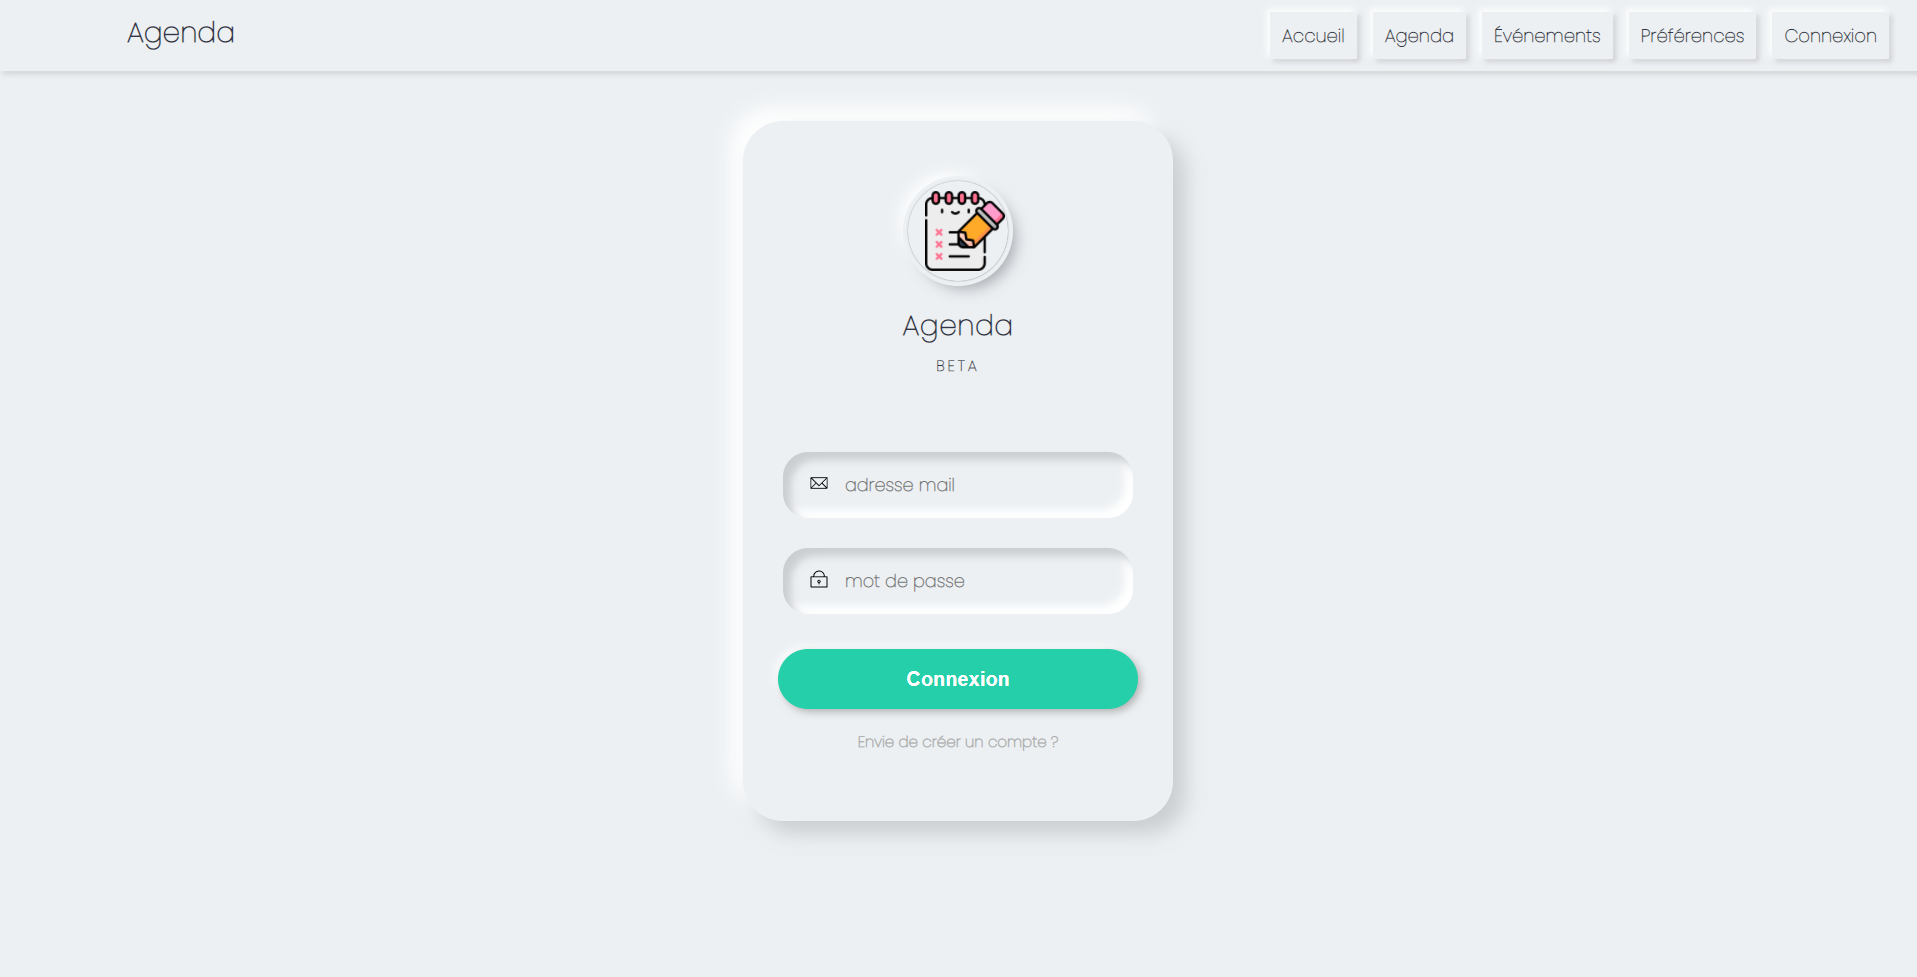 Agenda
Accueil
Agenda
Événements
Préférences
Connexion
Agenda
BETA
adresse mail
mot de passe
Connexion
Envie de créer un compte ?